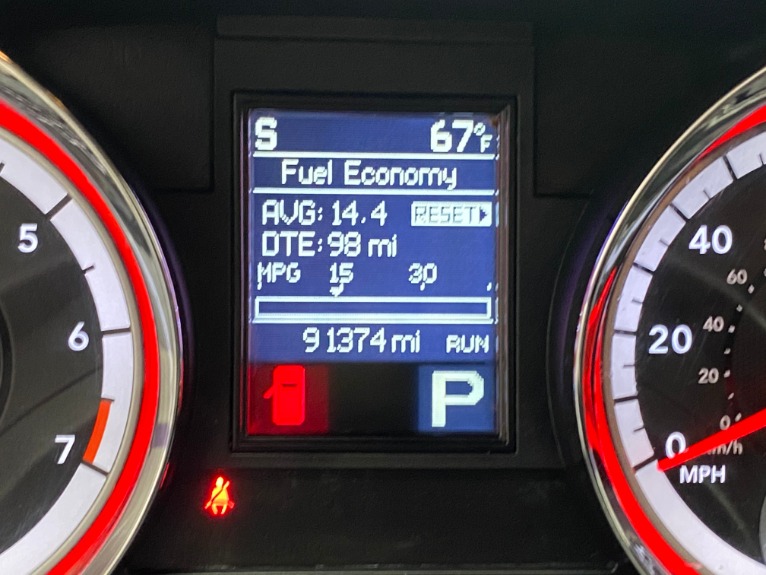 S 67°F
Fuel Economy
AVG: 14.4 RESET
DTE: 98 mi
MPG 15 30
91374 mi RUN
P
5
6
7
40
20
0
MPH
60
40
20
0
km/h